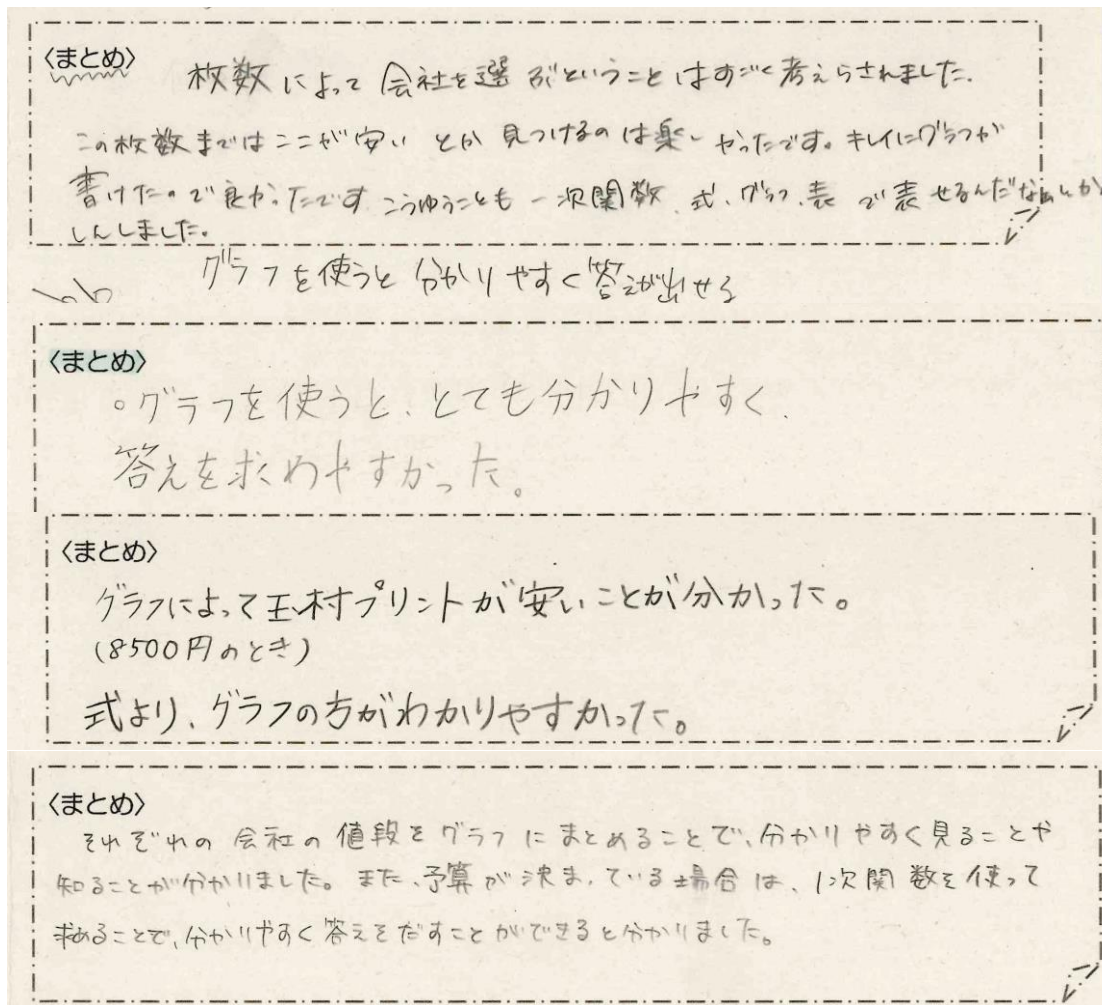 〈まとめ〉
枚数によって会社を選ぶということはすごく考えらされました。
この枚数まではここが安いとか見つけるのは楽しかったです。キレイにグラフが
書けたので良かったです こうゆうことも一次関数、式、グラフ、表で表せるんだな とか
しんしました。
グラフを使うと分かりやすく答えが出せる
〈まとめ〉
。グラフを使うと、とても分かりやすく、
答えを求めやすかった。
〈まとめ〉
グラフによって玉村プリントが安いことが分かった。
(8500円のとき)
式より、グラフの方がわかりやすかった。
〈まとめ〉
それぞれの会社の値段をグラフにまとめることで、分かりやすく見ることや
知ることが分かりました。また、予算が決まっている場合は、1次関数を使って
求めることで、分かりやすく答えをだすことができると分かりました。